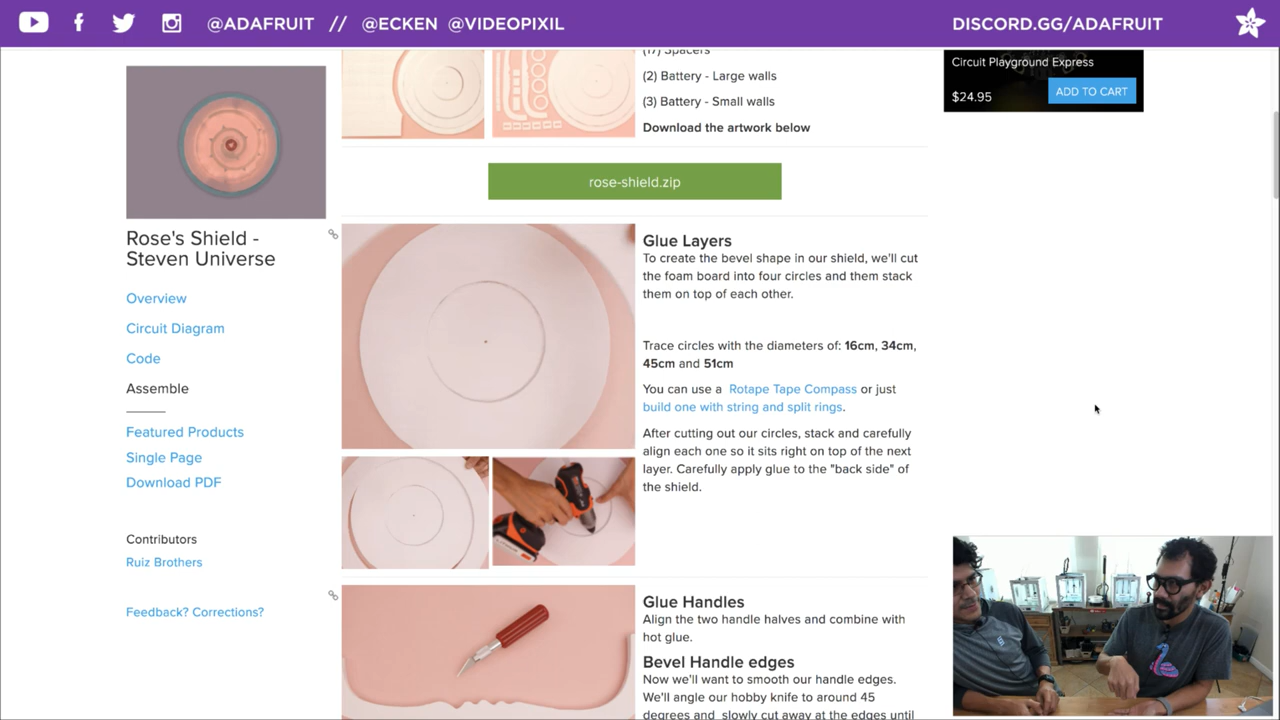 @ADAFRUIT // @ECKEN @VIDEOPIXIL
DISCORD.GG/ADAFRUIT
(17) Spacers
(2) Battery - Large walls
(3) Battery - Small walls
Download the artwork below
Circuit Playground Express
$24.95
ADD TO CART
rose-shield.zip
Rose's Shield -
Steven Universe
Overview
Circuit Diagram
Code
Assemble
Featured Products
Single Page
Download PDF
Contributors
Ruiz Brothers
Feedback? Corrections?
Glue Layers
To create the bevel shape in our shield, we'll cut
the foam board into four circles and them stack
them on top of each other.
Trace circles with the diameters of: 16cm, 34cm,
45cm and 51cm
You can use a Rotape Tape Compass or just
build one with string and split rings.
After cutting out our circles, stack and carefully
align each one so it sits right on top of the next
layer. Carefully apply glue to the "back side" of
the shield.
Glue Handles
Align the two handle halves and combine with
hot glue.
Bevel Handle edges
Now we'll want to smooth our handle edges.
We'll angle our hobby knife to around 45
degrees and slowly cut away at the edges until